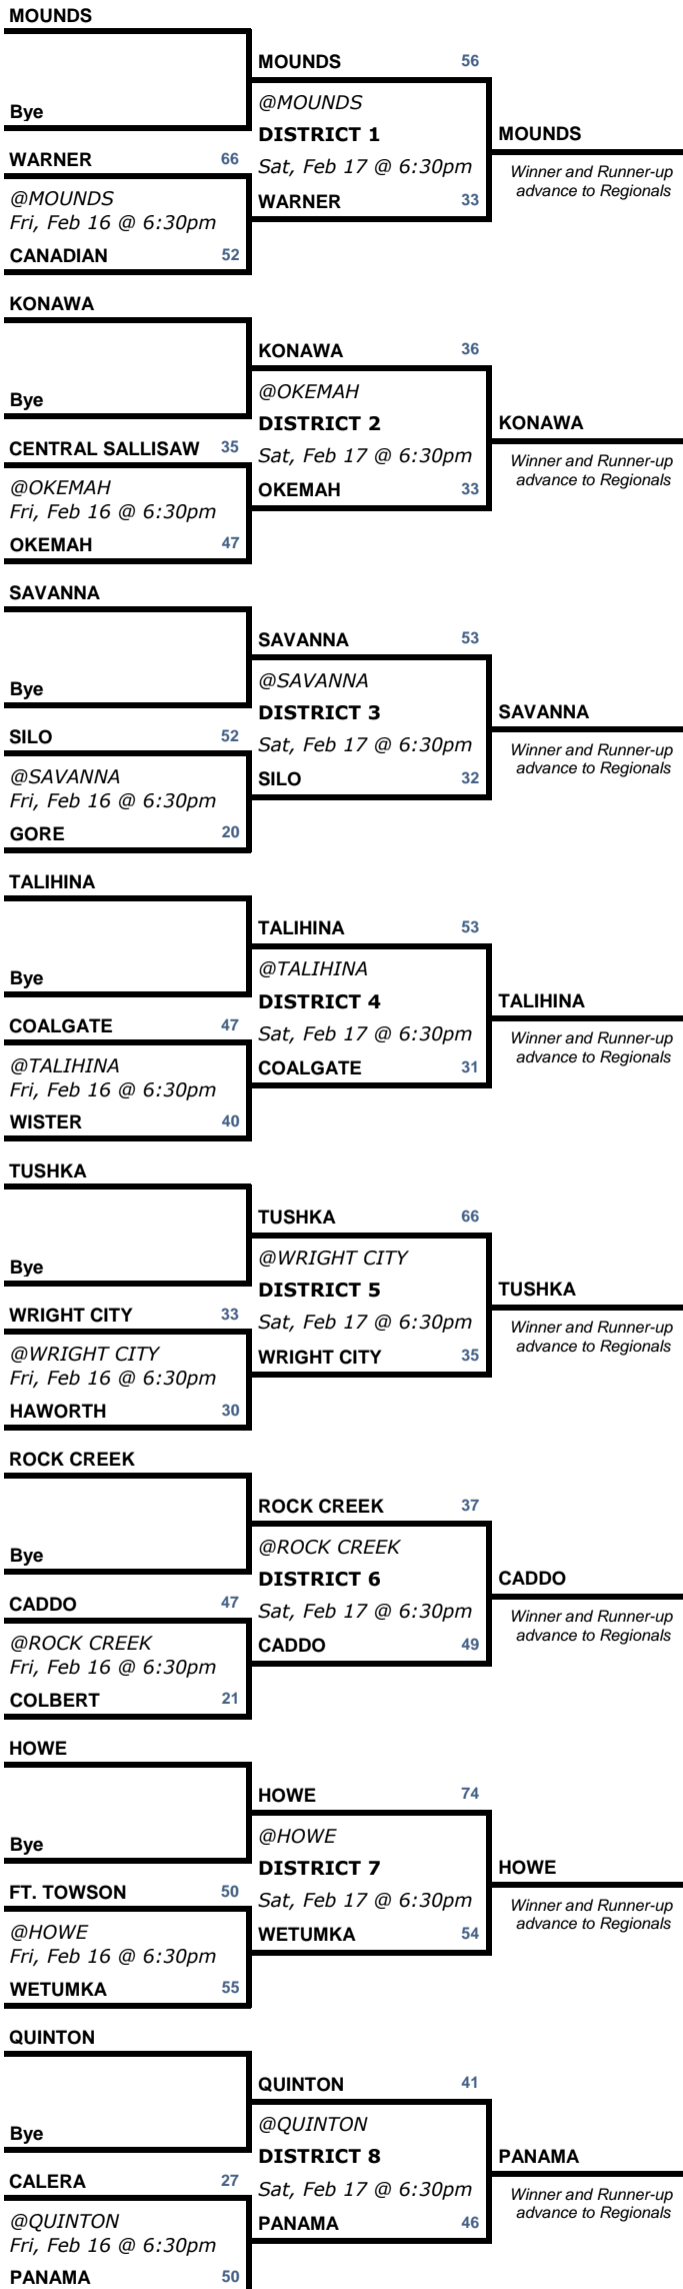 MOUNDS
MOUNDS 56
@MOUNDS
Bye
DISTRICT 1
MOUNDS
WARNER 66
Sat, Feb 17 @ 6:30pm
Winner and Runner-up
advance to Regionals
@MOUNDS
WARNER 33
Fri, Feb 16 @ 6:30pm
CANADIAN 52
KONAWA
KONAWA 36
@OKEMAH
Bye
DISTRICT 2
KONAWA
CENTRAL SALLISAW 35
Sat, Feb 17 @ 6:30pm
Winner and Runner-up
advance to Regionals
@OKEMAH
OKEMAH 33
Fri, Feb 16 @ 6:30pm
OKEMAH 47
SAVANNA
SAVANNA 53
@SAVANNA
Bye
DISTRICT 3
SAVANNA
SILO 52
Sat, Feb 17 @ 6:30pm
Winner and Runner-up
advance to Regionals
@SAVANNA
SILO 32
Fri, Feb 16 @ 6:30pm
GORE 20
TALIHINA
TALIHINA 53
@TALIHINA
Bye
DISTRICT 4
TALIHINA
COALGATE 47
Sat, Feb 17 @ 6:30pm
Winner and Runner-up
advance to Regionals
@TALIHINA
COALGATE 31
Fri, Feb 16 @ 6:30pm
WISTER 40
TUSHKA
TUSHKA 66
@WRIGHT CITY
Bye
DISTRICT 5
TUSHKA
WRIGHT CITY 33
Sat, Feb 17 @ 6:30pm
Winner and Runner-up
advance to Regionals
@WRIGHT CITY
WRIGHT CITY 35
Fri, Feb 16 @ 6:30pm
HAWORTH 30
ROCK CREEK
ROCK CREEK 37
@ROCK CREEK
Bye
DISTRICT 6
CADDO
CADDO 47
Sat, Feb 17 @ 6:30pm
Winner and Runner-up
advance to Regionals
@ROCK CREEK
CADDO 49
Fri, Feb 16 @ 6:30pm
COLBERT 21
HOWE
HOWE 74
@HOWE
Bye
DISTRICT 7
HOWE
FT. TOWSON 50
Sat, Feb 17 @ 6:30pm
Winner and Runner-up
advance to Regionals
@HOWE
WETUMKA 54
Fri, Feb 16 @ 6:30pm
WETUMKA 55
QUINTON
QUINTON 41
@QUINTON
Bye
DISTRICT 8
PANAMA
CALERA 27
Sat, Feb 17 @ 6:30pm
Winner and Runner-up
advance to Regionals
@QUINTON
PANAMA 46
Fri, Feb 16 @ 6:30pm
PANAMA 50